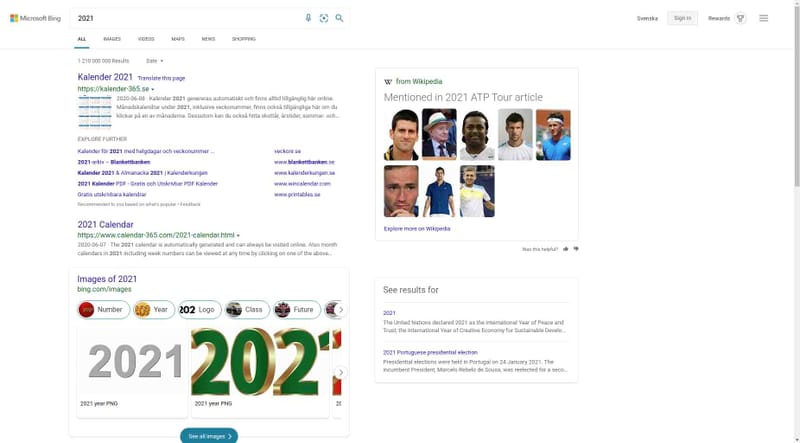 Microsoft Bing
2021
Svenska
Sign in
Rewards
ALL
IMAGES
VIDEOS
MAPS
NEWS
SHOPPING
1 210 000 000 Results
Date
Kalender 2021
Translate this page
https://kalender-365.se
2020-06-08 · Kalender 2021 genereras automatiskt och finns alltid tillgänglig här online.
Månadskalendrar under 2021, inklusive veckonummer, finns också tillgängliga här om du
klickar på en av månaderna. Dessutom kan du också hitta skottår, årstider, sommar- och...
EXPLORE FURTHER
Kalender för 2021 med helgdagar och veckonummer ...
veckonr.se
2021-arkiv – Blankettbanken
www.blankettbanken.se
Kalender 2021 & Almanacka 2021 | Kalenderkungen
www.kalenderkungen.se
2021 Kalender PDF - Gratis och Utskrivbar PDF Kalender
www.wincalendar.com
Gratis utskrivbara kalendrar
www.printables.se
Recommended to you based on what's popular • Feedback
2021 Calendar
https://www.calendar-365.com/2021-calendar.html
2020-06-07 · The 2021 calendar is automatically generated and can always be visited online. Also month
calendars in 2021 including week numbers can be viewed at any time by clicking on one of the above...
Images of 2021
bing.com/images
Number
Year
2021 Logo
Class
Future
2021
2021
2021 year PNG
2021 year PNG
See all images
W from Wikipedia
Mentioned in 2021 ATP Tour article
Explore more on Wikipedia
Was this helpful?
See results for
2021
The United Nations declared 2021 as the International Year of Peace and
Trust, the International Year of Creative Economy for Sustainable Develo...
2021 Portuguese presidential election
Presidential elections were held in Portugal on 24 January 2021. The
incumbent President, Marcelo Rebelo de Sousa, was reelected for a seco...